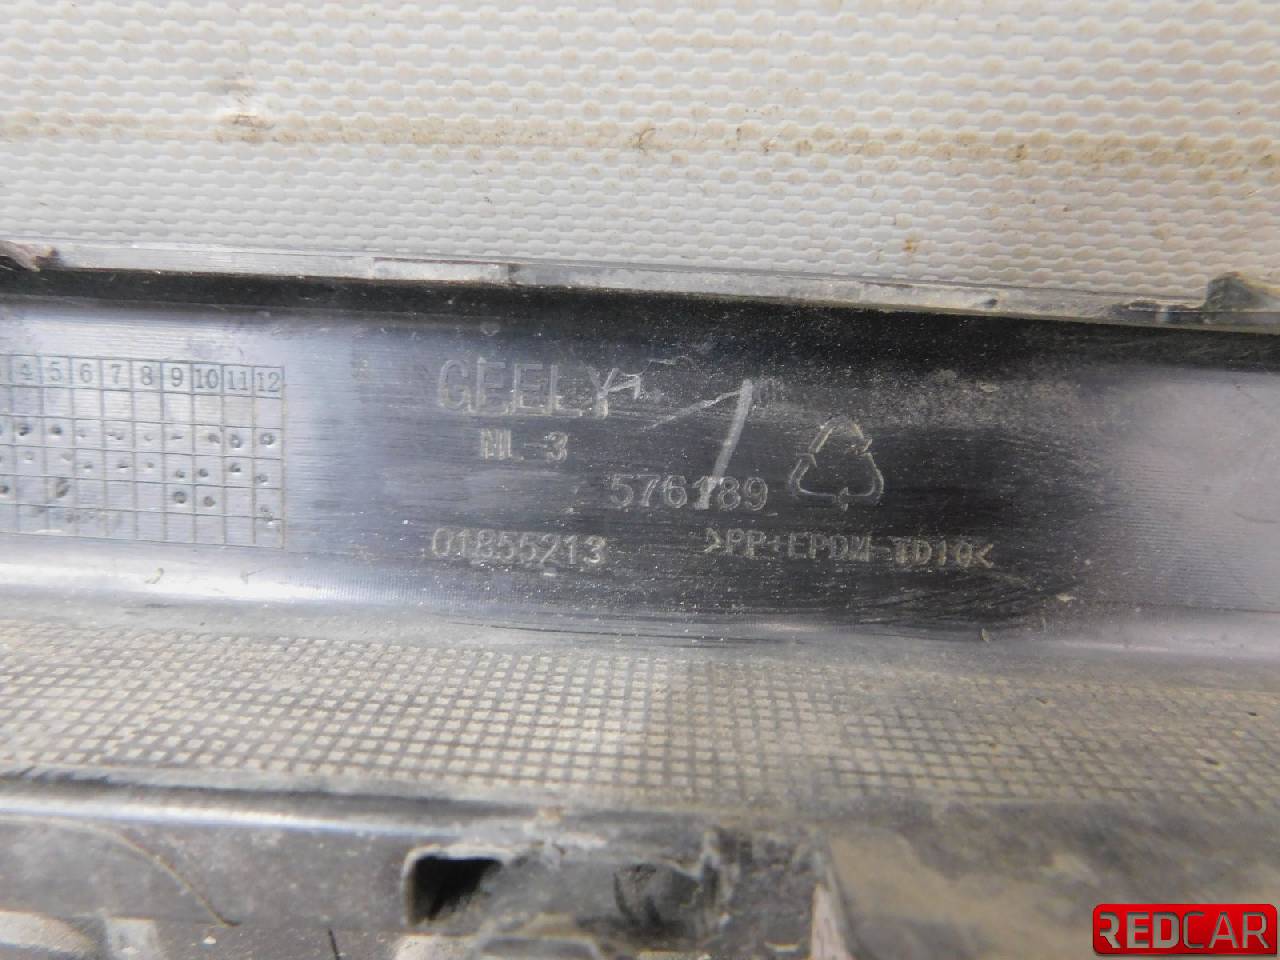 4 5 6 7 8 9 10 11 12
GEELY
NL-3
576189
01855213
>PP+EPDM-TD10<
REDCAR